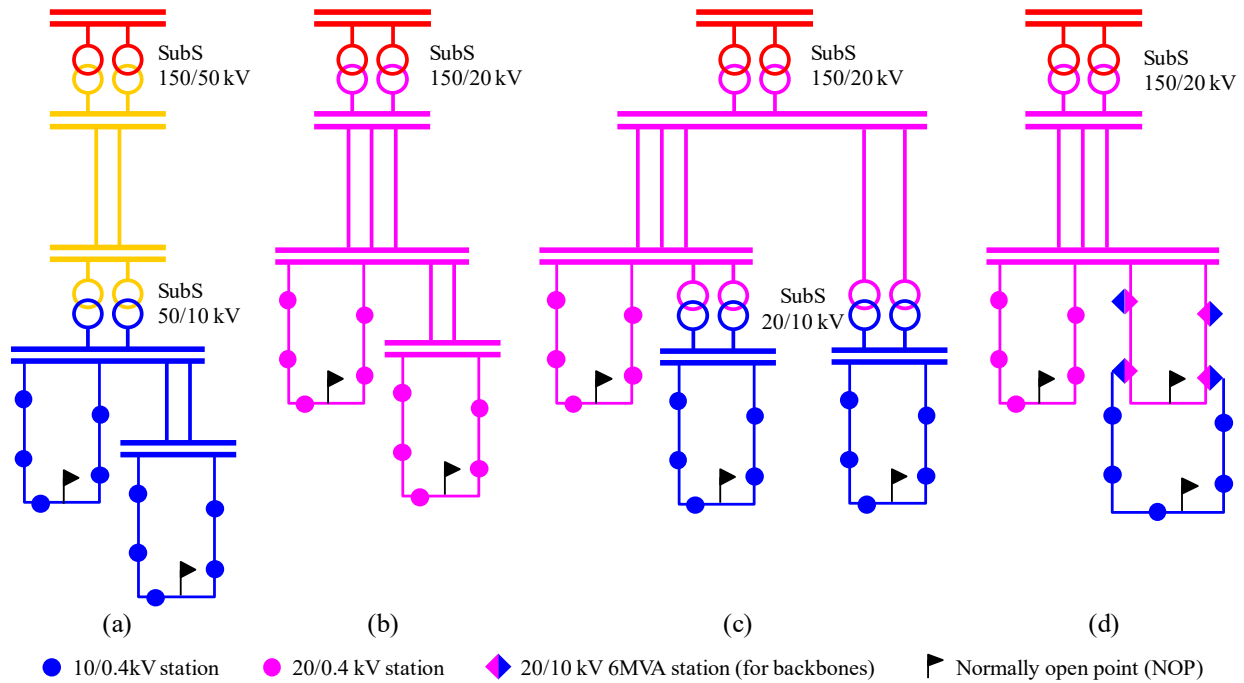 SubS
150/50 kV
SubS
150/20 kV
SubS
150/20 kV
SubS
150/20 kV
SubS
50/10 kV
SubS
20/10 kV
(a)
(b)
(c)
(d)
10/0.4kV station
20/0.4 kV station
20/10 kV 6MVA station (for backbones)
Normally open point (NOP)